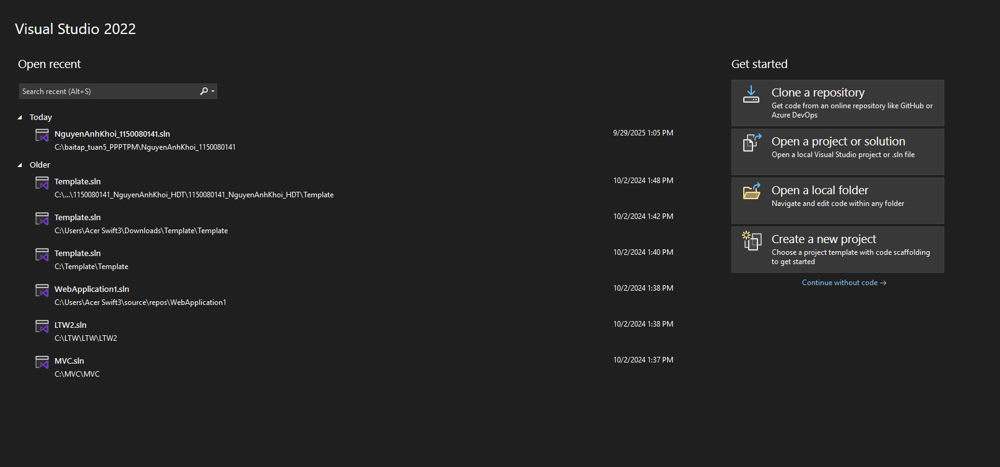 Visual Studio 2022
Open recent
Search recent (Alt+S)
Today
NguyenAnhKhoi_1150080141.sln
9/29/2025 1:05 PM
C:\baitap_tuan5_PPPTPM\NguyenAnhKhoi_1150080141
Older
Template.sln
10/2/2024 1:48 PM
C:\...\1150080141_NguyenAnhKhoi_HDT\1150080141_NguyenAnhKhoi_HDT\Template
Template.sln
10/2/2024 1:42 PM
C:\Users\Acer Swift3\Downloads\Template\Template
Template.sln
10/2/2024 1:40 PM
C:\Template\Template
WebApplication1.sln
10/2/2024 1:38 PM
C:\Users\Acer Swift3\source\repos\WebApplication1
LTW2.sln
10/2/2024 1:38 PM
C:\LTW\LTW\LTW2
MVC.sln
10/2/2024 1:37 PM
C:\MVC\MVC
Get started
Clone a repository
Get code from an online repository like GitHub or
Azure DevOps
Open a project or solution
Open a local Visual Studio project or .sln file
Open a local folder
Navigate and edit code within any folder
Create a new project
Choose a project template with code scaffolding
to get started
Continue without code →